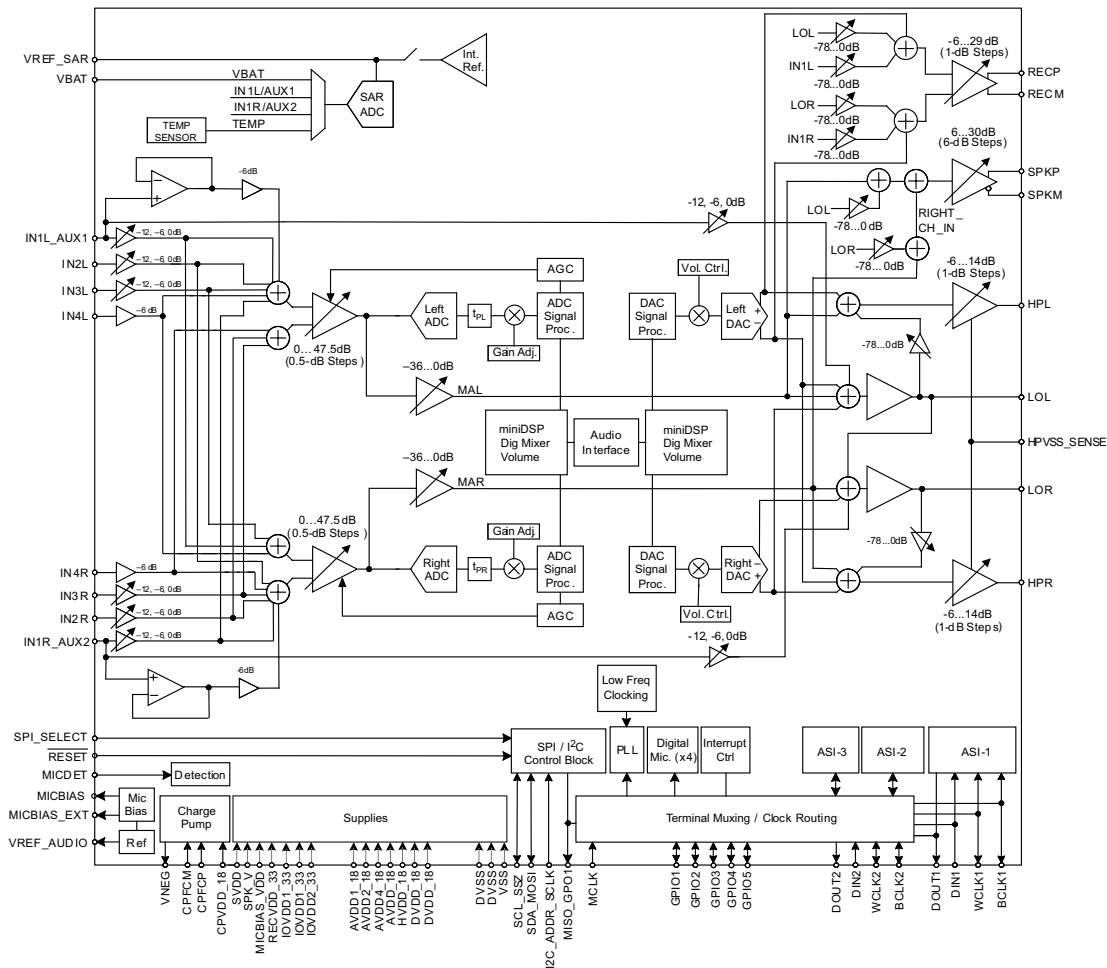 VREF_SAR
VBAT
VBAT
IN1L/AUX1
IN1R/AUX2
TEMP
TEMP
SENSOR
SAR
ADC
Int.
Ref.
LOL
-78...0dB
IN1L
-78...0dB
LOR
-78...0dB
IN1R
-78...0dB
-6...29dB
(1-dB Steps)
RECP
RECM
6...30dB
(6-dB Steps)
SPKP
SPKM
LOL
-78...0dB
RIGHT_
CH_IN
LOR
-78...0dB
-6dB
-12, -6, 0dB
IN1L_AUX1
–12, –6, 0dB
IN2L
–12, –6, 0dB
IN3L
–12, –6, 0dB
IN4L
–6dB
0...47.5dB
(0.5-dB Steps)
AGC
Left
ADC
tPL
Gain Adj.
ADC
Signal
Proc.
DAC
Signal
Proc.
Vol. Ctrl.
Left +
DAC –
-6...14dB
(1-dB Steps)
HPL
-78...0dB
–36...0dB
MAL
LOL
miniDSP
Dig Mixer
Volume
Audio
Interface
miniDSP
Dig Mixer
Volume
HPVSS_SENSE
–36...0dB
MAR
LOR
0...47.5dB
(0.5-dB Steps)
Right
ADC
tPR
Gain Adj.
ADC
Signal
Proc.
AGC
DAC
Signal
Proc.
Vol. Ctrl.
Right –
DAC +
-78...0dB
HPR
-6...14dB
(1-dB Steps)
IN4R
–6dB
IN3R
–12, –6, 0dB
IN2R
–12, –6, 0dB
IN1R_AUX2
–12, –6, 0dB
-12, -6, 0dB
-6dB
Low Freq
Clocking
SPI_SELECT
RESET
MICDET
Detection
MICBIAS
MICBIAS_EXT
VREF_AUDIO
Mic
Bias
Ref
Charge
Pump
Supplies
SPI / I²C
Control Block
PLL
Digital
Mic. (x4)
Interrupt
Ctrl
ASI-3
ASI-2
ASI-1
Terminal Muxing / Clock Routing
VNEG
CPFCM
CPFCP
CPVDD_18
SVDD
SPK_V
MICBIAS_VDD
RECVDD_33
IOVDD1_33
IOVDD1_33
IOVDD2_33
AVDD1_18
AVDD2_18
AVDD4_18
AVDD_18
HVDD_18
DVDD_18
DVDD_18
DVSS
DVSS
VSS
SCL_SSZ
SDA_MOSI
I2C_ADDR_SCLK
MISO_GPO1
MCLK
GPIO1
GPIO2
GPIO3
GPIO4
GPIO5
DOUT2
DIN2
WCLK2
BCLK2
DOUT1
DIN1
WCLK1
BCLK1